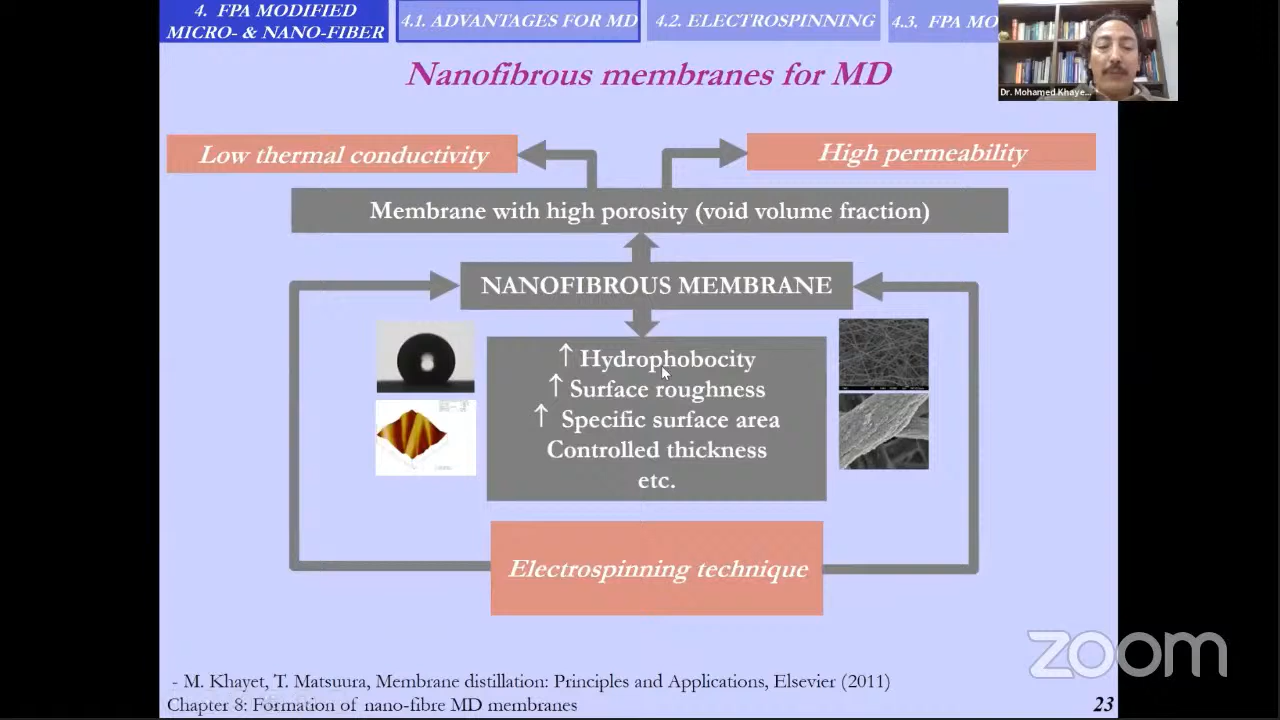 4. FPA MODIFIED
MICRO- & NANO-FIBER
4.1. ADVANTAGES FOR MD
4.2. ELECTROSPINNING
4.3. FPA MO
Dr. Mohamed Khaye...
Nanofibrous membranes for MD
Low thermal conductivity
High permeability
Membrane with high porosity (void volume fraction)
NANOFIBROUS MEMBRANE
↑ Hydrophobocity
↑ Surface roughness
↑ Specific surface area
Controlled thickness
etc.
Electrospinning technique
zoom
- M. Khayet, T. Matsuura, Membrane distillation: Principles and Applications, Elsevier (2011)
Chapter 8: Formation of nano-fibre MD membranes
23